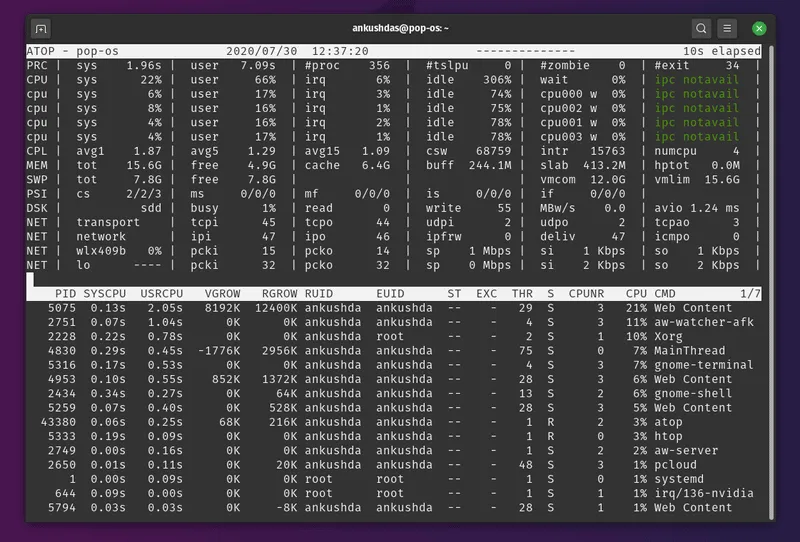 ankushdas@pop-os: ~
ATOP - pop-os 2020/07/30 12:37:20 -------------- 10s elapsed
PRC | sys 1.96s | user 7.09s | #proc 356 | #tslpu 0 | #zombie 0 | #exit 34 |
CPU | sys 22% | user 66% | irq 6% | idle 306% | wait 0% | ipc notavail |
cpu | sys 6% | user 17% | irq 3% | idle 74% | cpu000 w 0% | ipc notavail |
cpu | sys 8% | user 16% | irq 1% | idle 75% | cpu002 w 0% | ipc notavail |
cpu | sys 4% | user 16% | irq 2% | idle 78% | cpu001 w 0% | ipc notavail |
cpu | sys 4% | user 17% | irq 1% | idle 78% | cpu003 w 0% | ipc notavail |
CPL | avg1 1.87 | avg5 1.29 | avg15 1.09 | csw 68759 | intr 15763 | numcpu 4 |
MEM | tot 15.6G | free 4.9G | cache 6.4G | buff 244.1M | slab 413.2M | hptot 0.0M |
SWP | tot 7.8G | free 7.8G | | | vmcom 12.0G | vmlim 15.6G |
PSI | cs 2/2/3 | ms 0/0/0 | mf 0/0/0 | is 0/0/0 | if 0/0/0 | |
DSK | sdd | busy 1% | read 0 | write 55 | MBw/s 0.0 | avio 1.24 ms |
NET | transport | tcpi 45 | tcpo 44 | udpi 2 | udpo 2 | tcpao 3 |
NET | network | ipi 47 | ipo 46 | ipfrw 0 | deliv 47 | icmpo 0 |
NET | wlx409b 0% | pcki 15 | pcko 14 | sp 1 Mbps | si 1 Kbps | so 1 Kbps |
NET | lo ---- | pcki 32 | pcko 32 | sp 0 Mbps | si 2 Kbps | so 2 Kbps |
PID SYSCPU USRCPU VGROW RGROW RUID EUID ST EXC THR S CPUNR CPU CMD 1/7
5075 0.13s 2.05s 8192K 12400K ankushda ankushda -- - 29 S 3 21% Web Content
2751 0.07s 1.04s 0K 0K ankushda ankushda -- - 4 S 3 11% aw-watcher-afk
2228 0.22s 0.78s 0K 0K ankushda root -- - 2 S 1 10% Xorg
4830 0.29s 0.45s -1776K 2956K ankushda ankushda -- - 75 S 0 7% MainThread
5316 0.17s 0.53s 0K 0K ankushda ankushda -- - 4 S 3 7% gnome-terminal
4953 0.10s 0.55s 852K 1372K ankushda ankushda -- - 28 S 3 6% Web Content
2434 0.34s 0.27s 0K 64K ankushda ankushda -- - 13 S 2 6% gnome-shell
5259 0.07s 0.40s 0K 528K ankushda ankushda -- - 28 S 3 5% Web Content
43380 0.06s 0.25s 68K 216K ankushda ankushda -- - 1 R 2 3% atop
5333 0.19s 0.09s 0K 0K ankushda ankushda -- - 1 R 0 3% htop
2749 0.00s 0.16s 0K 0K ankushda ankushda -- - 1 S 2 2% aw-server
2650 0.01s 0.11s 0K 20K ankushda ankushda -- - 48 S 3 1% pcloud
1 0.00s 0.09s 0K 0K root root -- - 1 S 0 1% systemd
644 0.09s 0.00s 0K 0K root root -- - 1 S 1 1% irq/136-nvidia
5794 0.03s 0.03s 0K -8K ankushda ankushda -- - 28 S 1 1% Web Content